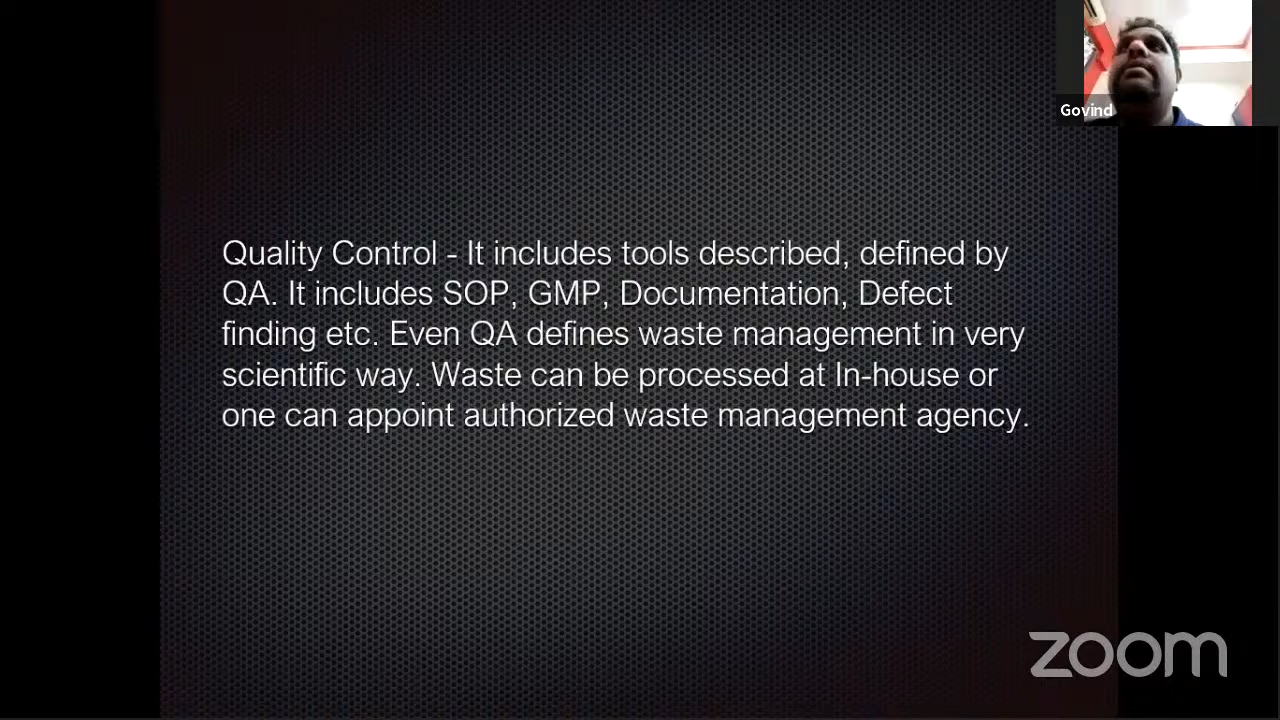 Govind
Quality Control - It includes tools described, defined by
QA. It includes SOP, GMP, Documentation, Defect
finding etc. Even QA defines waste management in very
scientific way. Waste can be processed at In-house or
one can appoint authorized waste management agency.
zoom